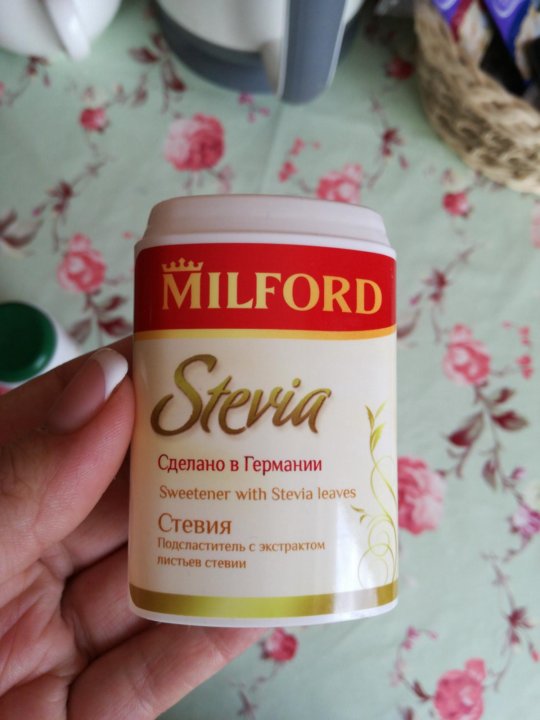 MILFORD
Stevia
Сделано в Германии
Sweetener with Stevia leaves
Стевия
Подсластитель с экстрактом
листьев стевии